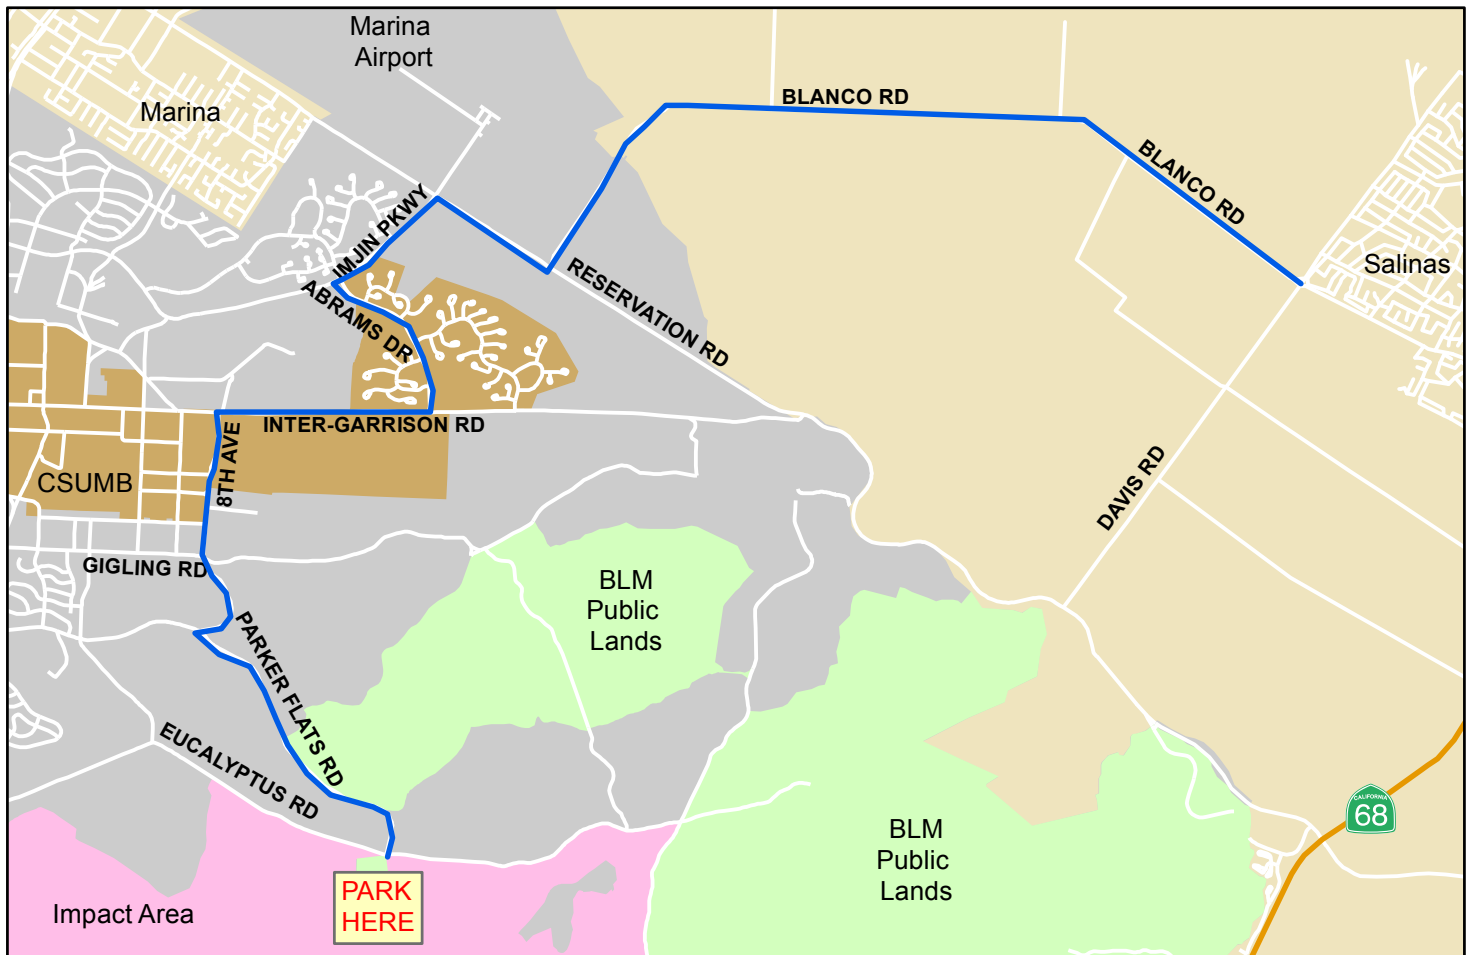 Marina
Airport
Marina
BLANCO RD
BLANCO RD
IMJIN PKWY
Salinas
RESERVATION RD
ABRAMS DR
INTER-GARRISON RD
8TH AVE
CSUMB
DAVIS RD
GIGLING RD
BLM
Public
Lands
PARKER FLATS RD
EUCALYPTUS RD
CALIFORNIA
68
BLM
Public
Lands
PARK
HERE
Impact Area